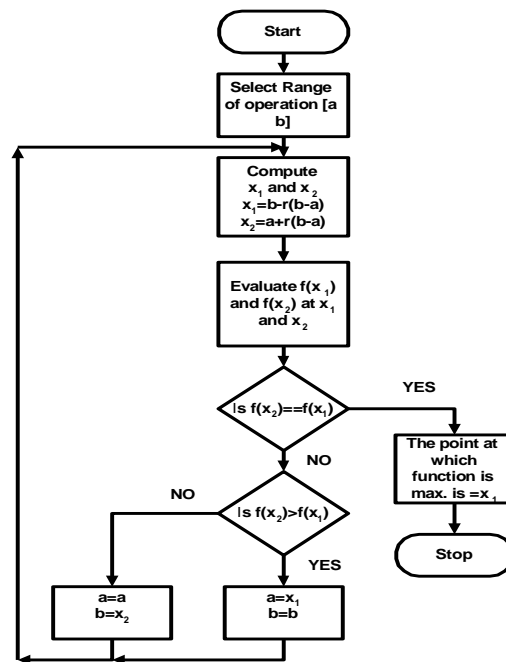 Start
Select Range
of operation [a
b]
Compute
x₁ and x₂
x₁=b-r(b-a)
x₂=a+r(b-a)
Evaluate f(x₁)
and f(x₂) at x₁
and x₂
Is f(x₂)==f(x₁)
YES
The point at
which
function is
max. is =x₁
Stop
NO
Is f(x₂)>f(x₁)
NO
YES
a=a
b=x₂
a=x₁
b=b